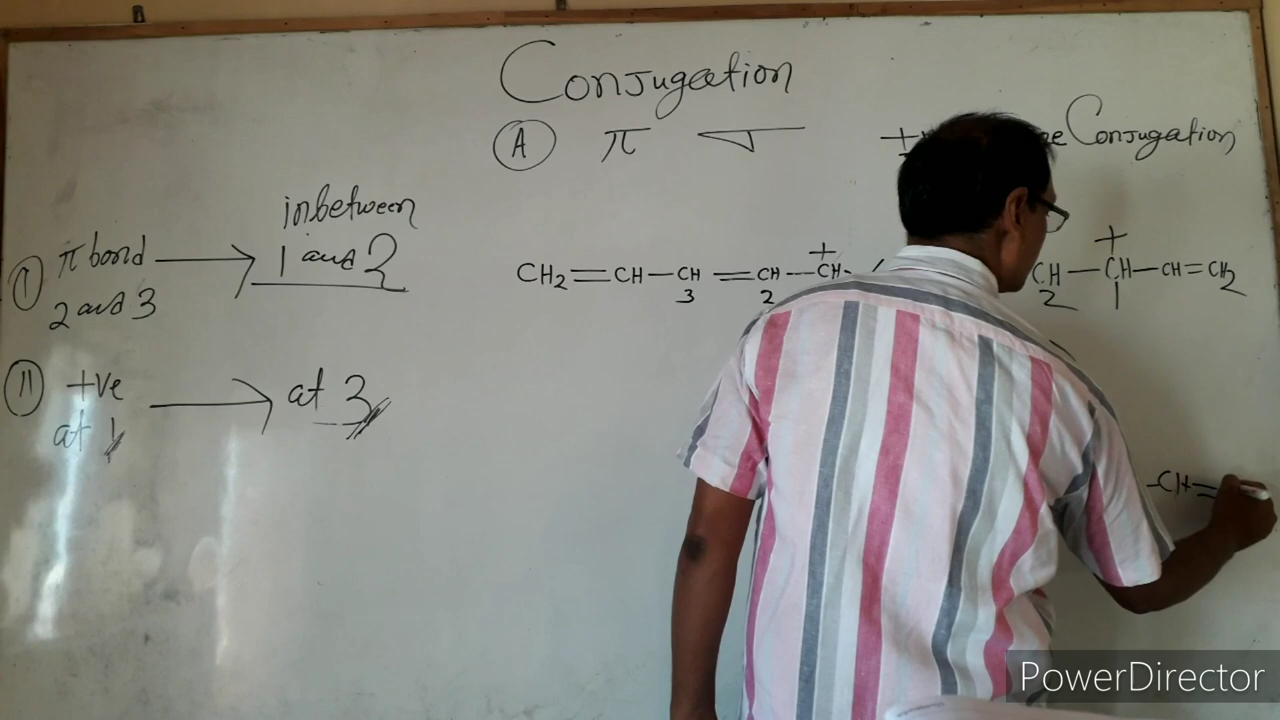 Conjugation
A π σ
Conjugation
inbetween
I π bond 1 and 2
2 and 3
CH2=CH-CH=CH-CH-
+
3 2
CH-CH-CH=CH2
+
2 1
II +ve at 3
at 1
-CH=
PowerDirector